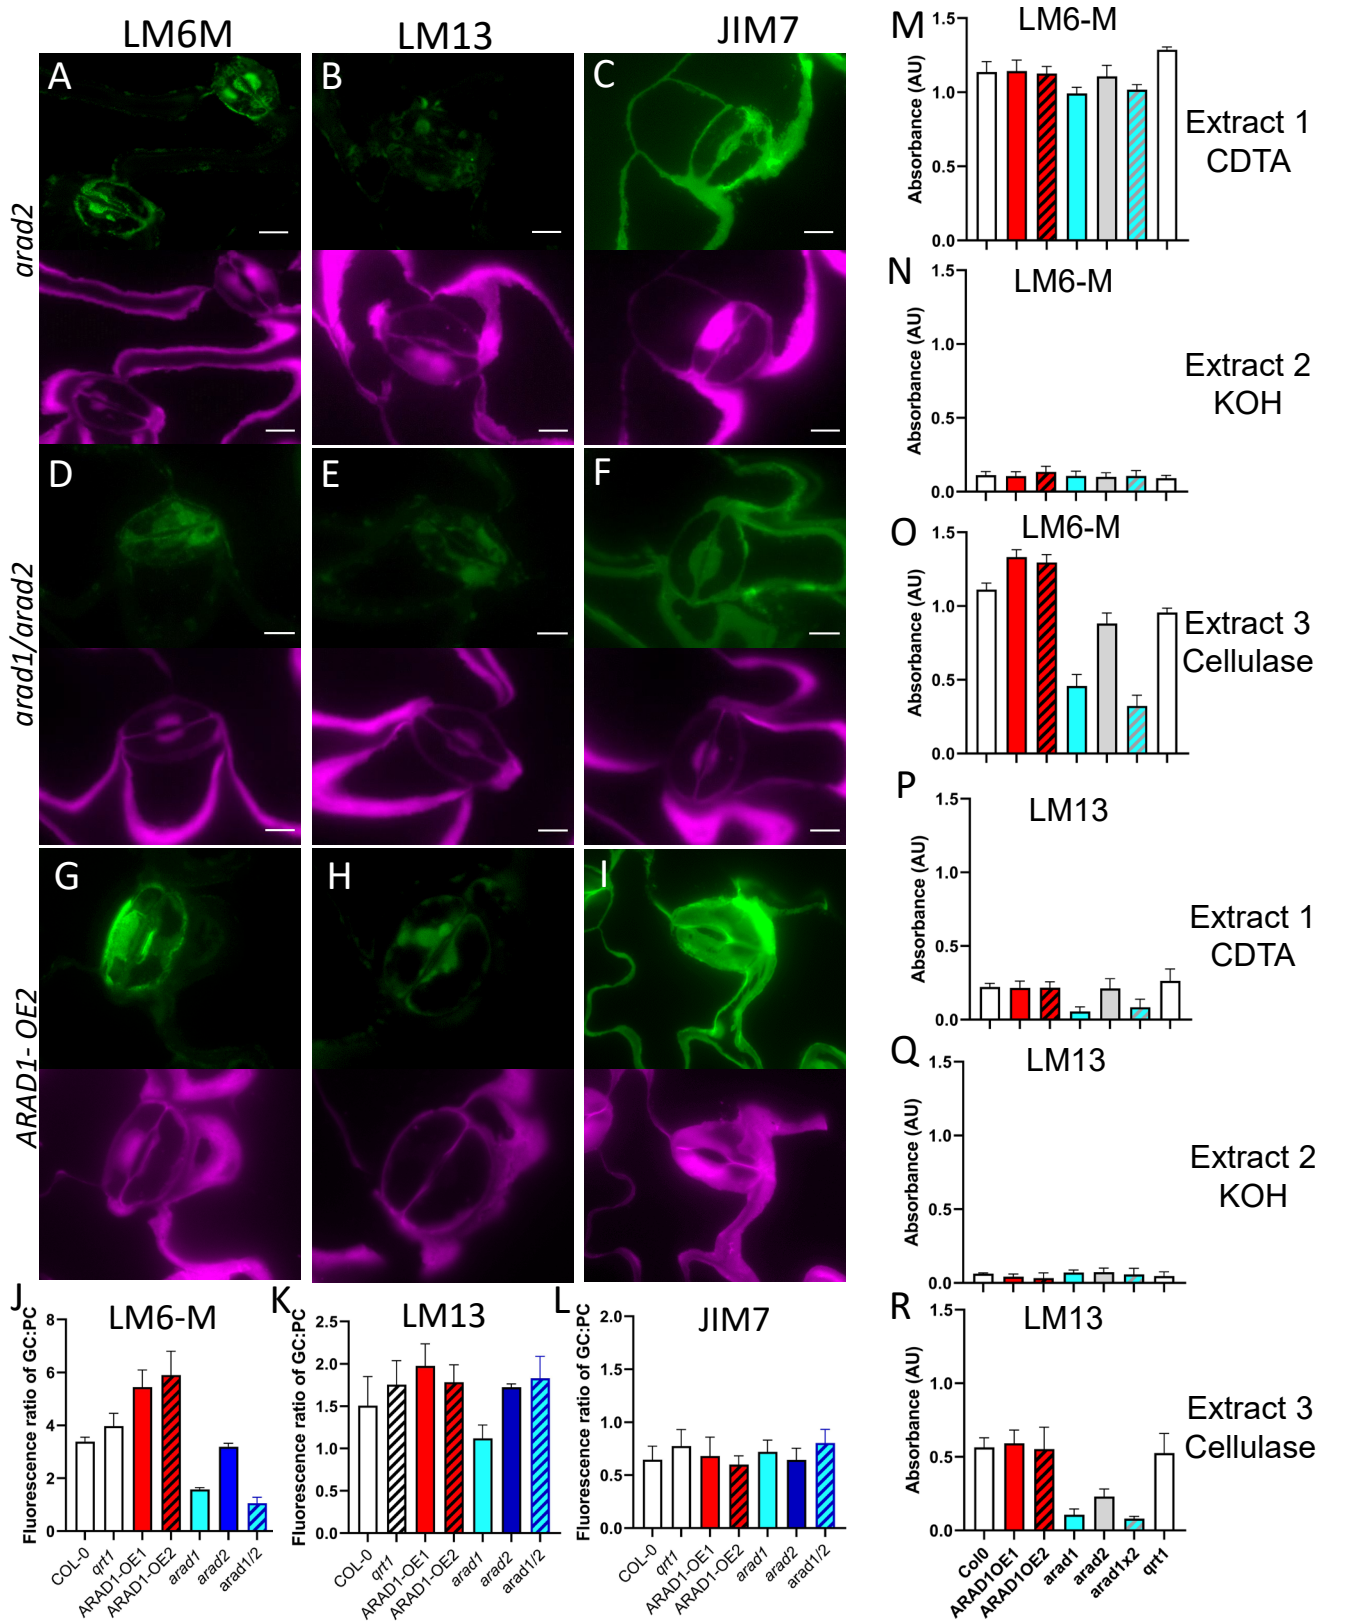 LM6M
LM13
JIM7
arad2
A
B
C
arad1/arad2
D
E
F
ARAD1- OE2
G
H
I
J
LM6-M
Fluorescence ratio of GC:PC
8
6
4
2
0
COL-0
qrt1
ARAD1-OE1
ARAD1-OE2
arad1
arad2
arad1/2
K
LM13
Fluorescence ratio of GC:PC
2.5
2.0
1.5
1.0
0.5
0.0
COL-0
qrt1
ARAD1-OE1
ARAD1-OE2
arad1
arad2
arad1/2
L
JIM7
Fluorescence ratio of GC:PC
2.0
1.5
1.0
0.5
0.0
COL-0
qrt1
ARAD1-OE1
ARAD1-OE2
arad1
arad2
arad1/2
M
LM6-M
Absorbance (AU)
1.5
1.0
0.5
0.0
Extract 1
CDTA
N
LM6-M
Absorbance (AU)
1.5
1.0
0.5
0.0
Extract 2
KOH
O
LM6-M
Absorbance (AU)
1.5
1.0
0.5
0.0
Extract 3
Cellulase
P
LM13
Absorbance (AU)
1.5
1.0
0.5
0.0
Extract 1
CDTA
Q
LM13
Absorbance (AU)
1.5
1.0
0.5
0.0
Extract 2
KOH
R
LM13
Absorbance (AU)
1.5
1.0
0.5
0.0
Extract 3
Cellulase
Col0
ARAD1OE1
ARAD1OE2
arad1
arad2
arad1x2
qrt1